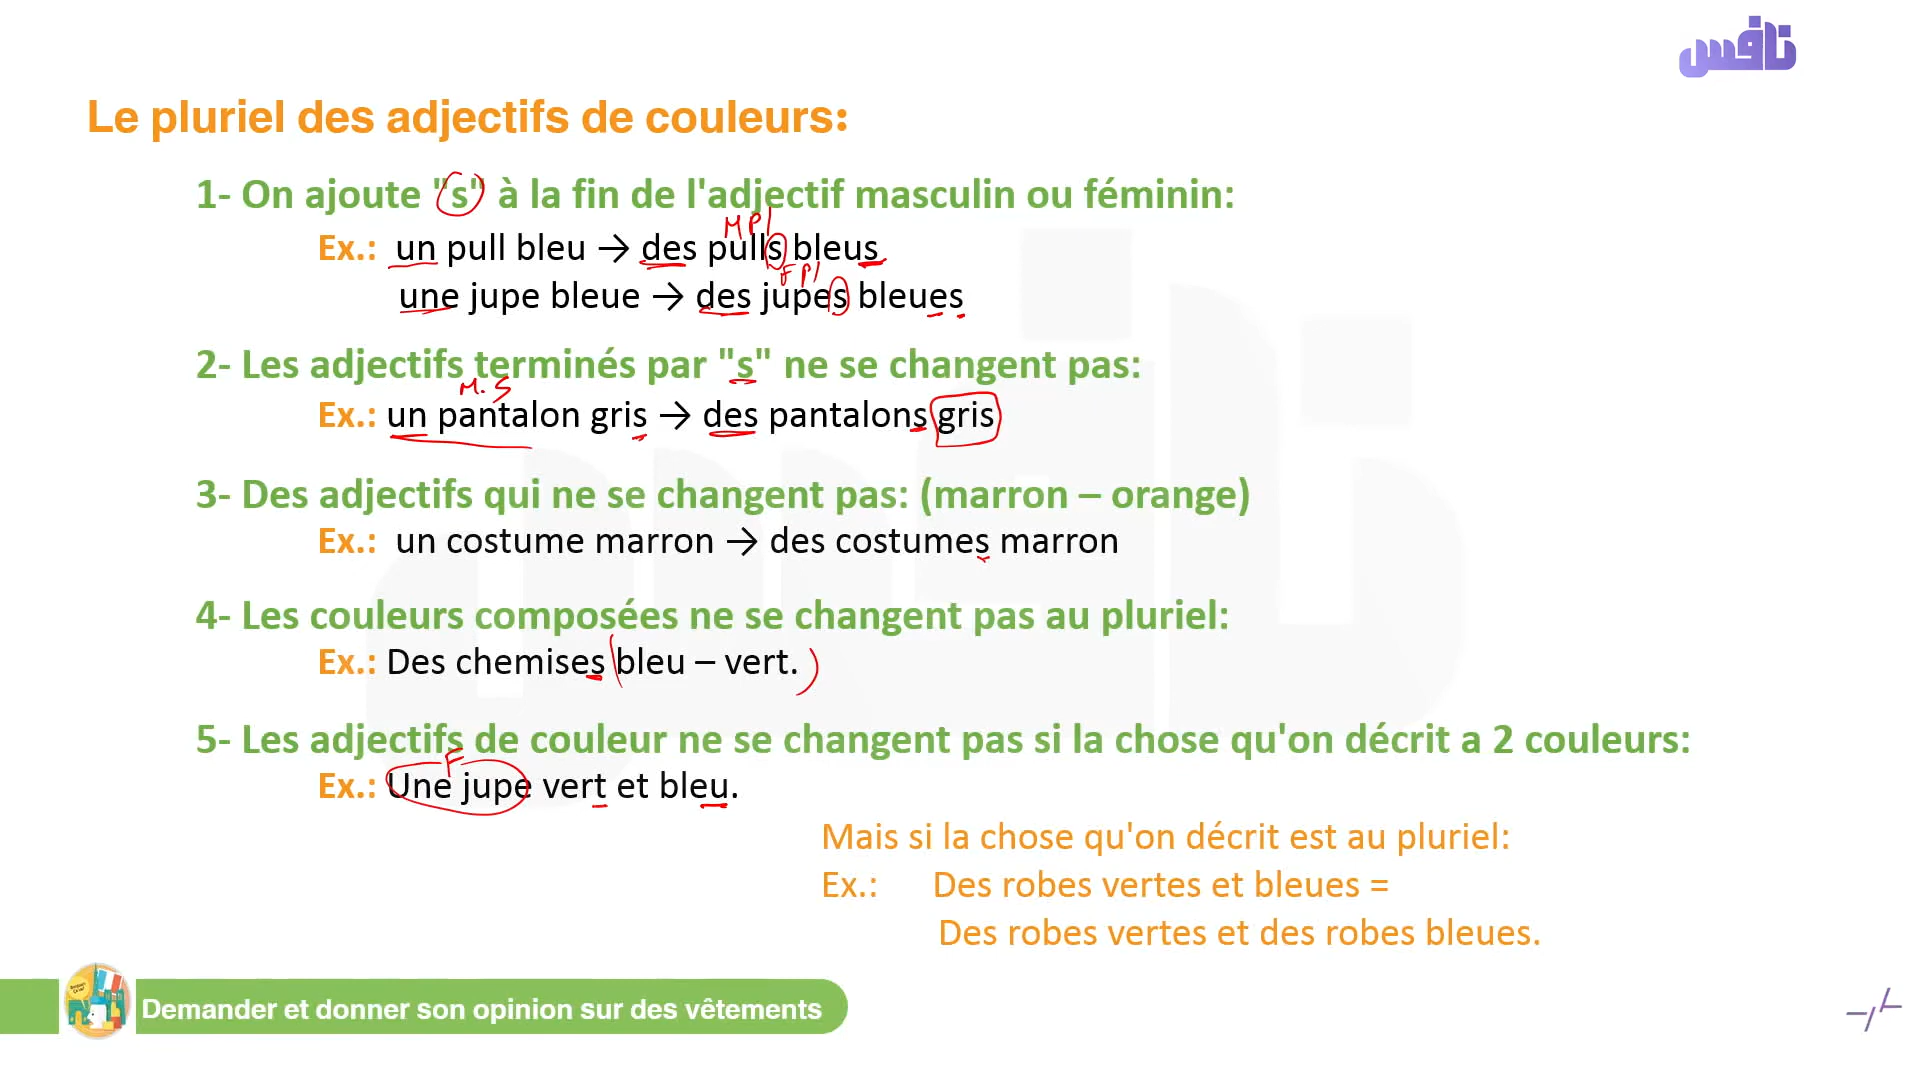 نافس
Le pluriel des adjectifs de couleurs:
1- On ajoute "s" à la fin de l'adjectif masculin ou féminin:
M Pl
Ex.: un pull bleu → des pulls bleus
F Pl
une jupe bleue → des jupes bleues
2- Les adjectifs terminés par "s" ne se changent pas:
M. S
Ex.: un pantalon gris → des pantalons gris
3- Des adjectifs qui ne se changent pas: (marron – orange)
Ex.: un costume marron → des costumes marron
4- Les couleurs composées ne se changent pas au pluriel:
Ex.: Des chemises (bleu – vert.)
5- Les adjectifs de couleur ne se changent pas si la chose qu'on décrit a 2 couleurs:
F
Ex.: Une jupe vert et bleu.
Mais si la chose qu'on décrit est au pluriel:
Ex.: Des robes vertes et bleues =
Des robes vertes et des robes bleues.
Demander et donner son opinion sur des vêtements